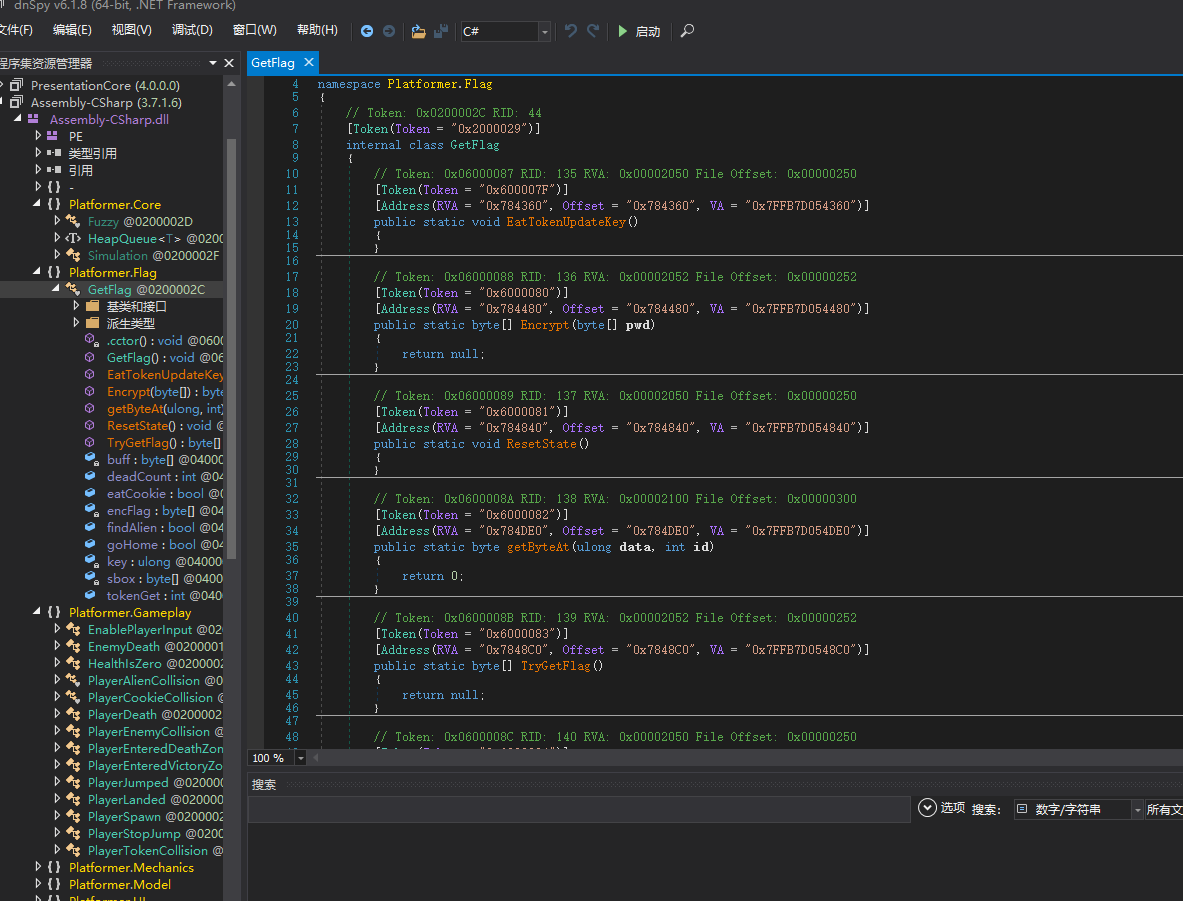 dnSpy v6.1.8 (64-bit, .NET Framework)
文件(F) 编辑(E) 视图(V) 调试(D) 窗口(W) 帮助(H) C# 启动
程序集资源管理器
PresentationCore (4.0.0.0)
Assembly-CSharp (3.7.1.6)
Assembly-CSharp.dll
PE
类型引用
引用
{ } -
{ } Platformer.Core
Fuzzy @0200002D
HeapQueue<T> @0200
Simulation @0200002F
{ } Platformer.Flag
GetFlag @0200002C
基类和接口
派生类型
.cctor() : void @0600
GetFlag() : void @06
EatTokenUpdateKey
Encrypt(byte[]) : byte
getByteAt(ulong, int)
ResetState() : void @
TryGetFlag() : byte[]
buff : byte[] @0400
deadCount : int @04
eatCookie : bool @0
encFlag : byte[] @04
findAlien : bool @04
goHome : bool @04
key : ulong @04000
sbox : byte[] @0400
tokenGet : int @040
{ } Platformer.Gameplay
EnablePlayerInput @02
EnemyDeath @0200001
HealthIsZero @0200002
PlayerAlienCollision @0
PlayerCookieCollision @
PlayerDeath @0200002
PlayerEnemyCollision @
PlayerEnteredDeathZon
PlayerEnteredVictoryZo
PlayerJumped @02000
PlayerLanded @020000
PlayerSpawn @0200002
PlayerStopJump @0200
PlayerTokenCollision @
{ } Platformer.Mechanics
{ } Platformer.Model
{ } Platformer.UI
GetFlag
4 namespace Platformer.Flag
5 {
6 // Token: 0x0200002C RID: 44
7 [Token(Token = "0x2000029")]
8 internal class GetFlag
9 {
10 // Token: 0x06000087 RID: 135 RVA: 0x00002050 File Offset: 0x00000250
11 [Token(Token = "0x600007F")]
12 [Address(RVA = "0x784360", Offset = "0x784360", VA = "0x7FFB7D054360")]
13 public static void EatTokenUpdateKey()
14 {
15 }
16
17 // Token: 0x06000088 RID: 136 RVA: 0x00002052 File Offset: 0x00000252
18 [Token(Token = "0x6000080")]
19 [Address(RVA = "0x784480", Offset = "0x784480", VA = "0x7FFB7D054480")]
20 public static byte[] Encrypt(byte[] pwd)
21 {
22 return null;
23 }
24
25 // Token: 0x06000089 RID: 137 RVA: 0x00002050 File Offset: 0x00000250
26 [Token(Token = "0x6000081")]
27 [Address(RVA = "0x784840", Offset = "0x784840", VA = "0x7FFB7D054840")]
28 public static void ResetState()
29 {
30 }
31
32 // Token: 0x0600008A RID: 138 RVA: 0x00002100 File Offset: 0x00000300
33 [Token(Token = "0x6000082")]
34 [Address(RVA = "0x784DE0", Offset = "0x784DE0", VA = "0x7FFB7D054DE0")]
35 public static byte getByteAt(ulong data, int id)
36 {
37 return 0;
38 }
39
40 // Token: 0x0600008B RID: 139 RVA: 0x00002052 File Offset: 0x00000252
41 [Token(Token = "0x6000083")]
42 [Address(RVA = "0x7848C0", Offset = "0x7848C0", VA = "0x7FFB7D0548C0")]
43 public static byte[] TryGetFlag()
44 {
45 return null;
46 }
47
48 // Token: 0x0600008C RID: 140 RVA: 0x00002050 File Offset: 0x00000250
100 %
搜索
选项 搜索: 数字/字符串 所有文